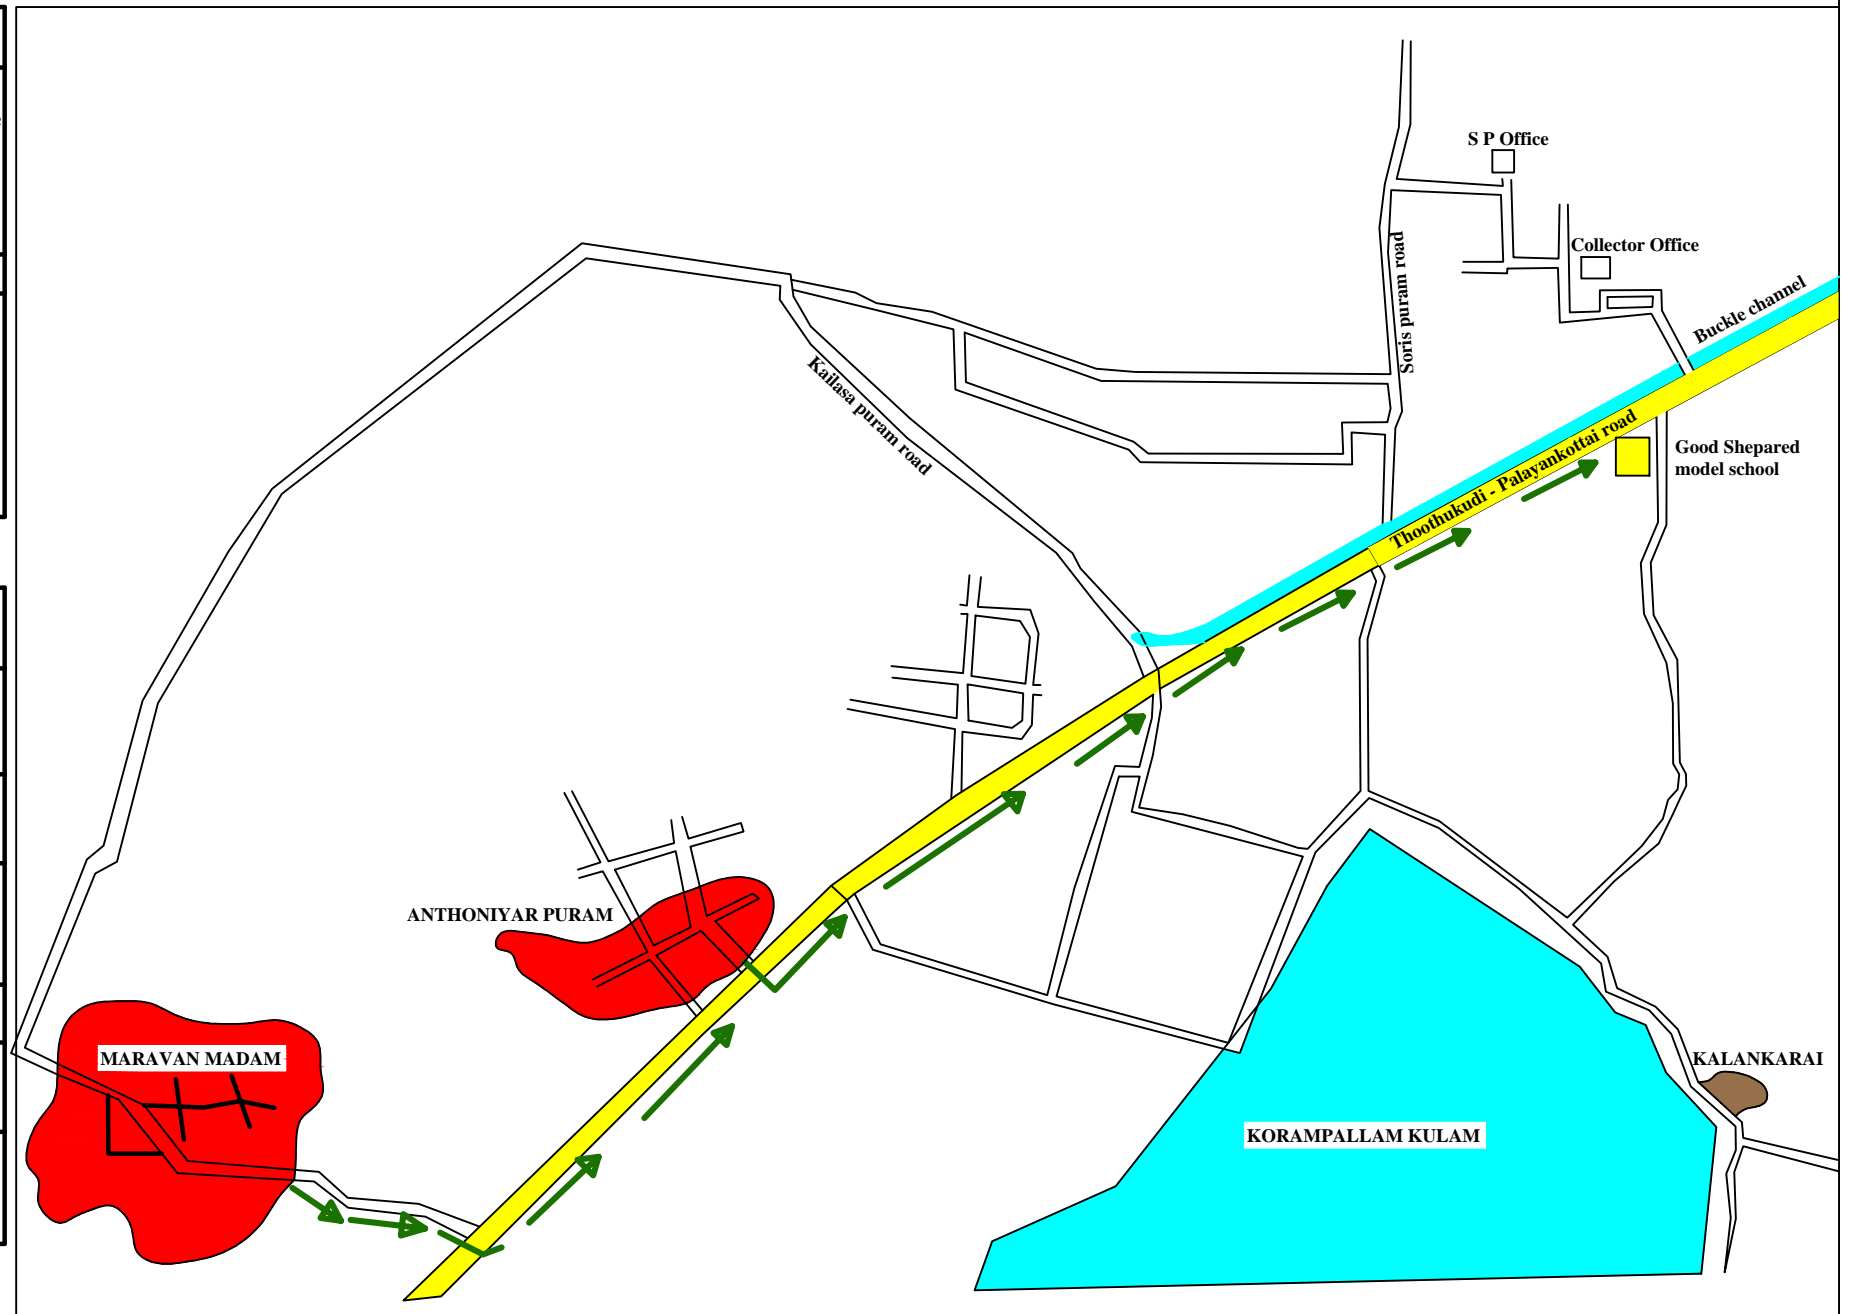 S P Office
Collector Office
Soris puram road
Buckle channel
Kailasa puram road
Thoothukudi - Palayankottai road
Good Shepared
model school
ANTHONIYAR PURAM
MARAVAN MADAM
KALANKARAI
KORAMPALLAM KULAM